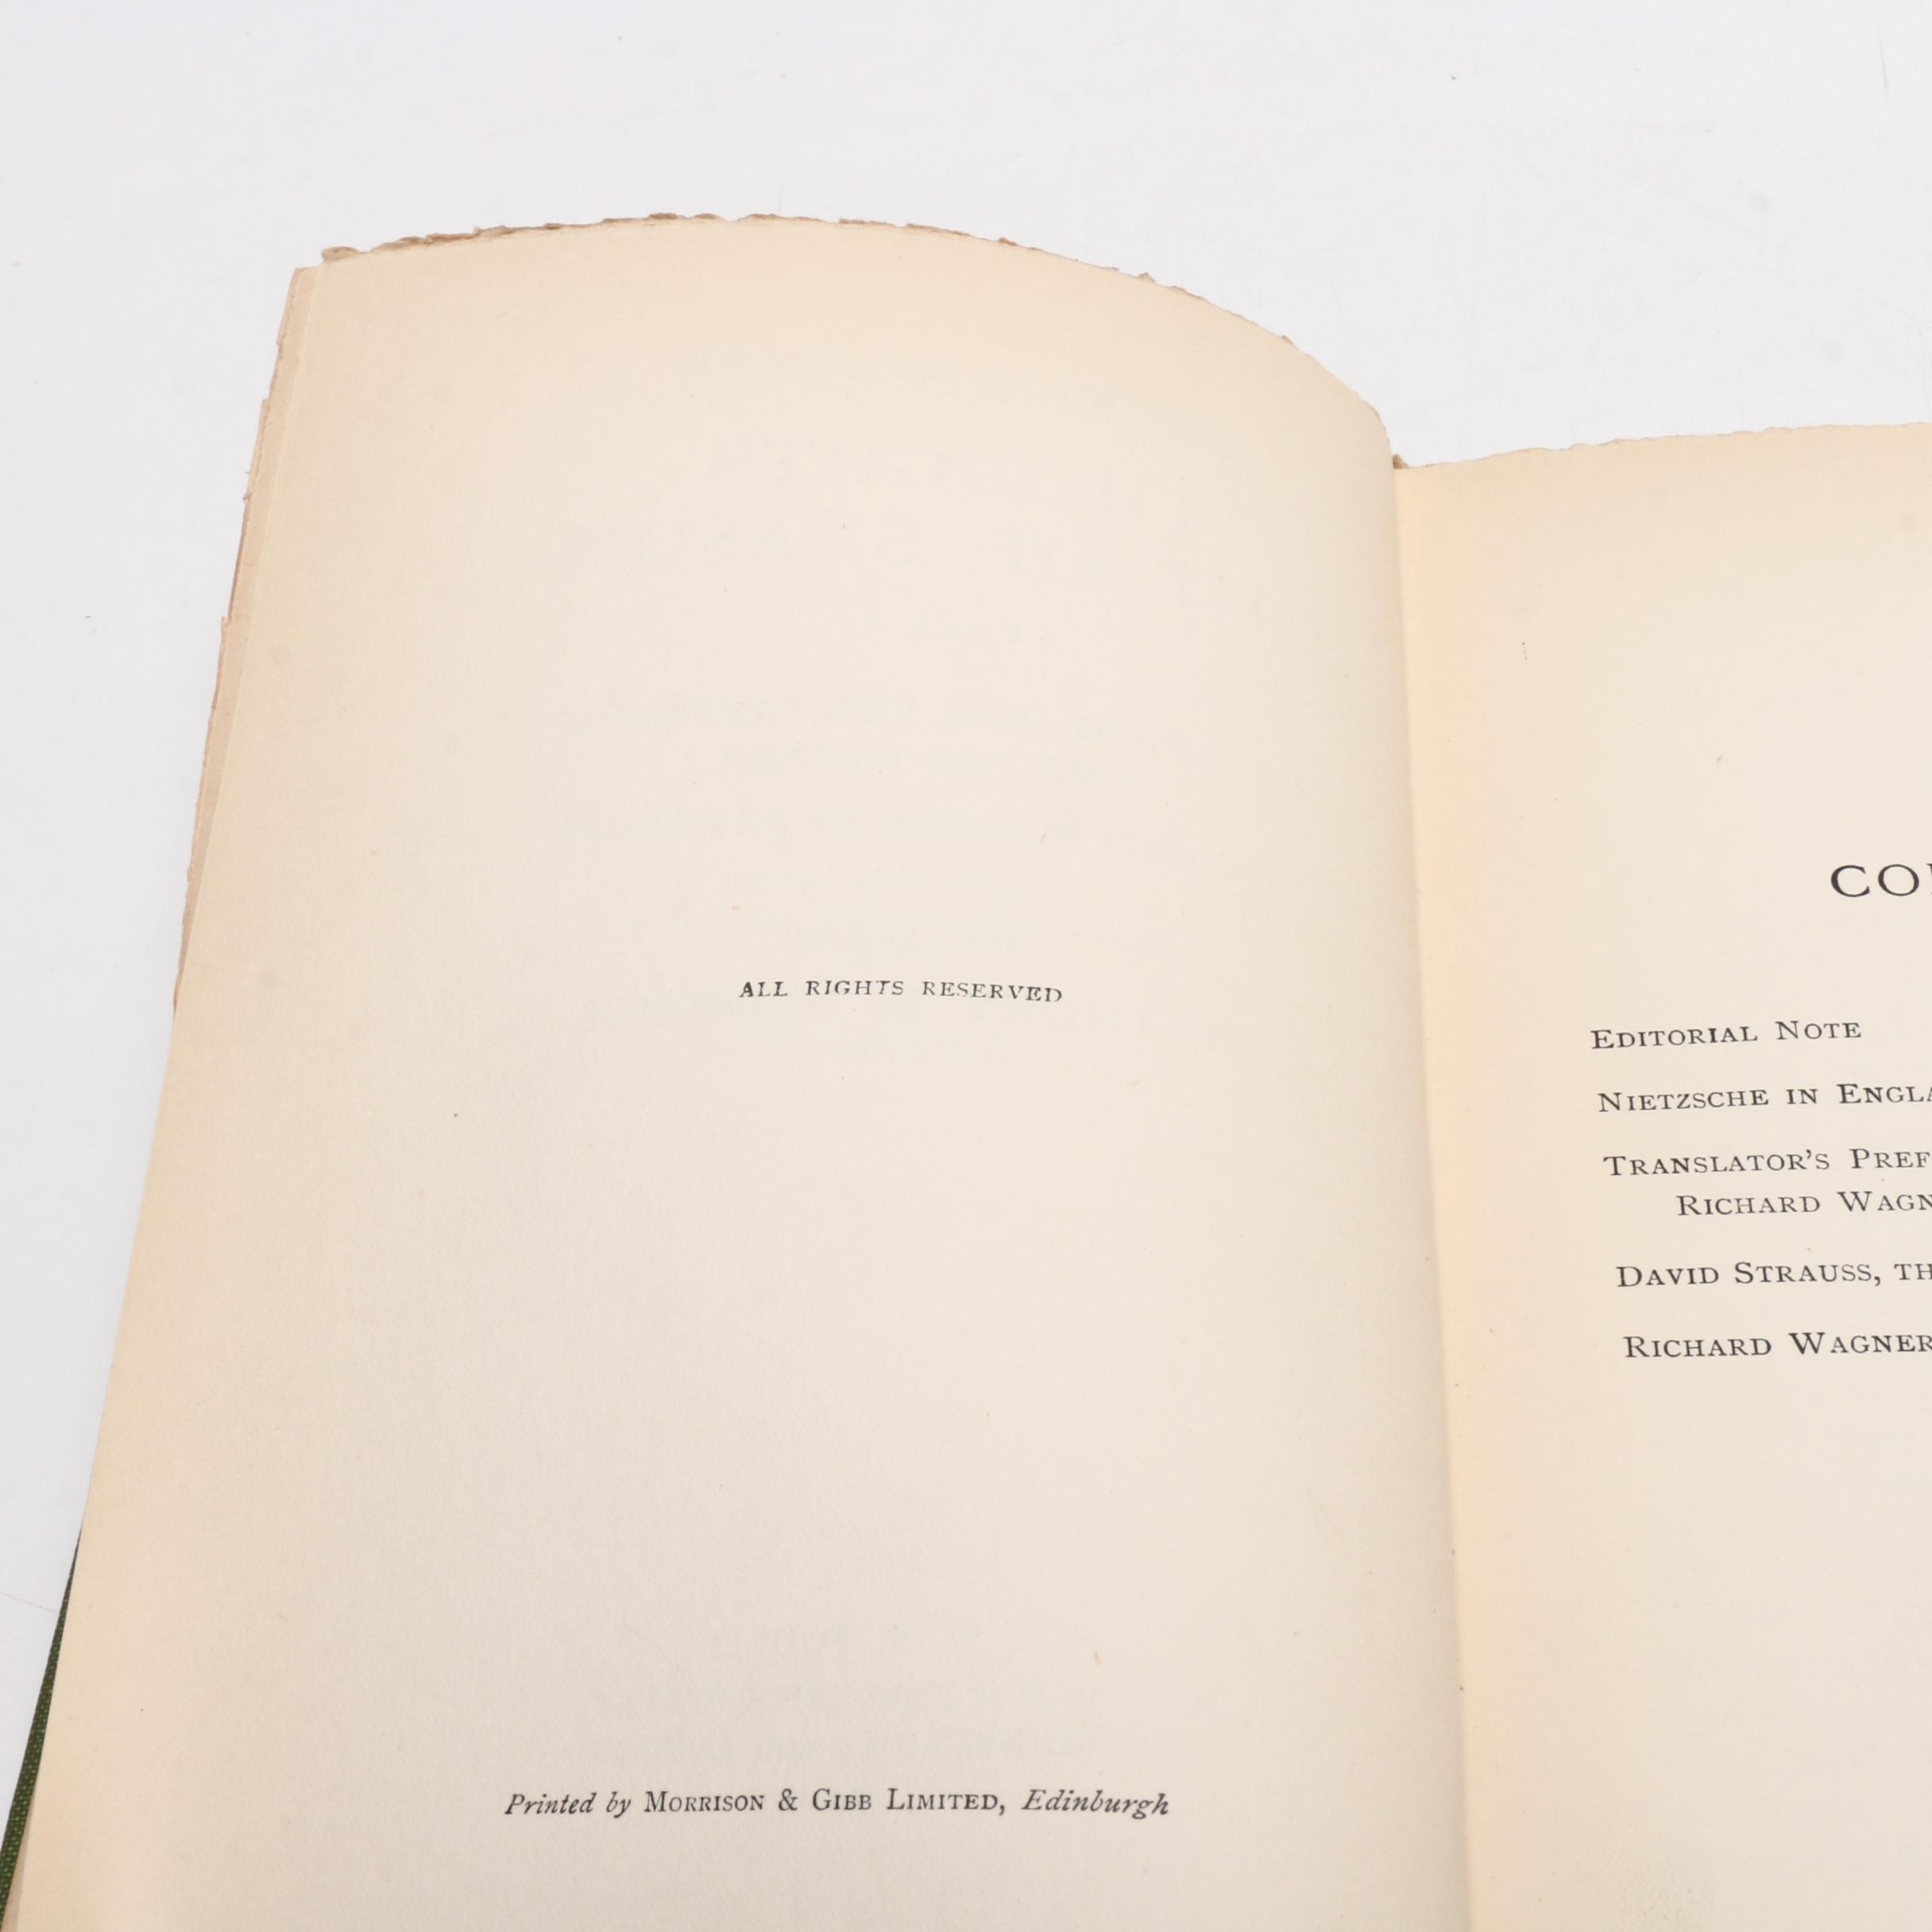 ALL RIGHTS RESERVED
Printed by MORRISON & GIBB LIMITED, Edinburgh
CO
EDITORIAL NOTE
NIETZSCHE IN ENGLA
TRANSLATOR'S PREF
RICHARD WAGN
DAVID STRAUSS, TH
RICHARD WAGNER